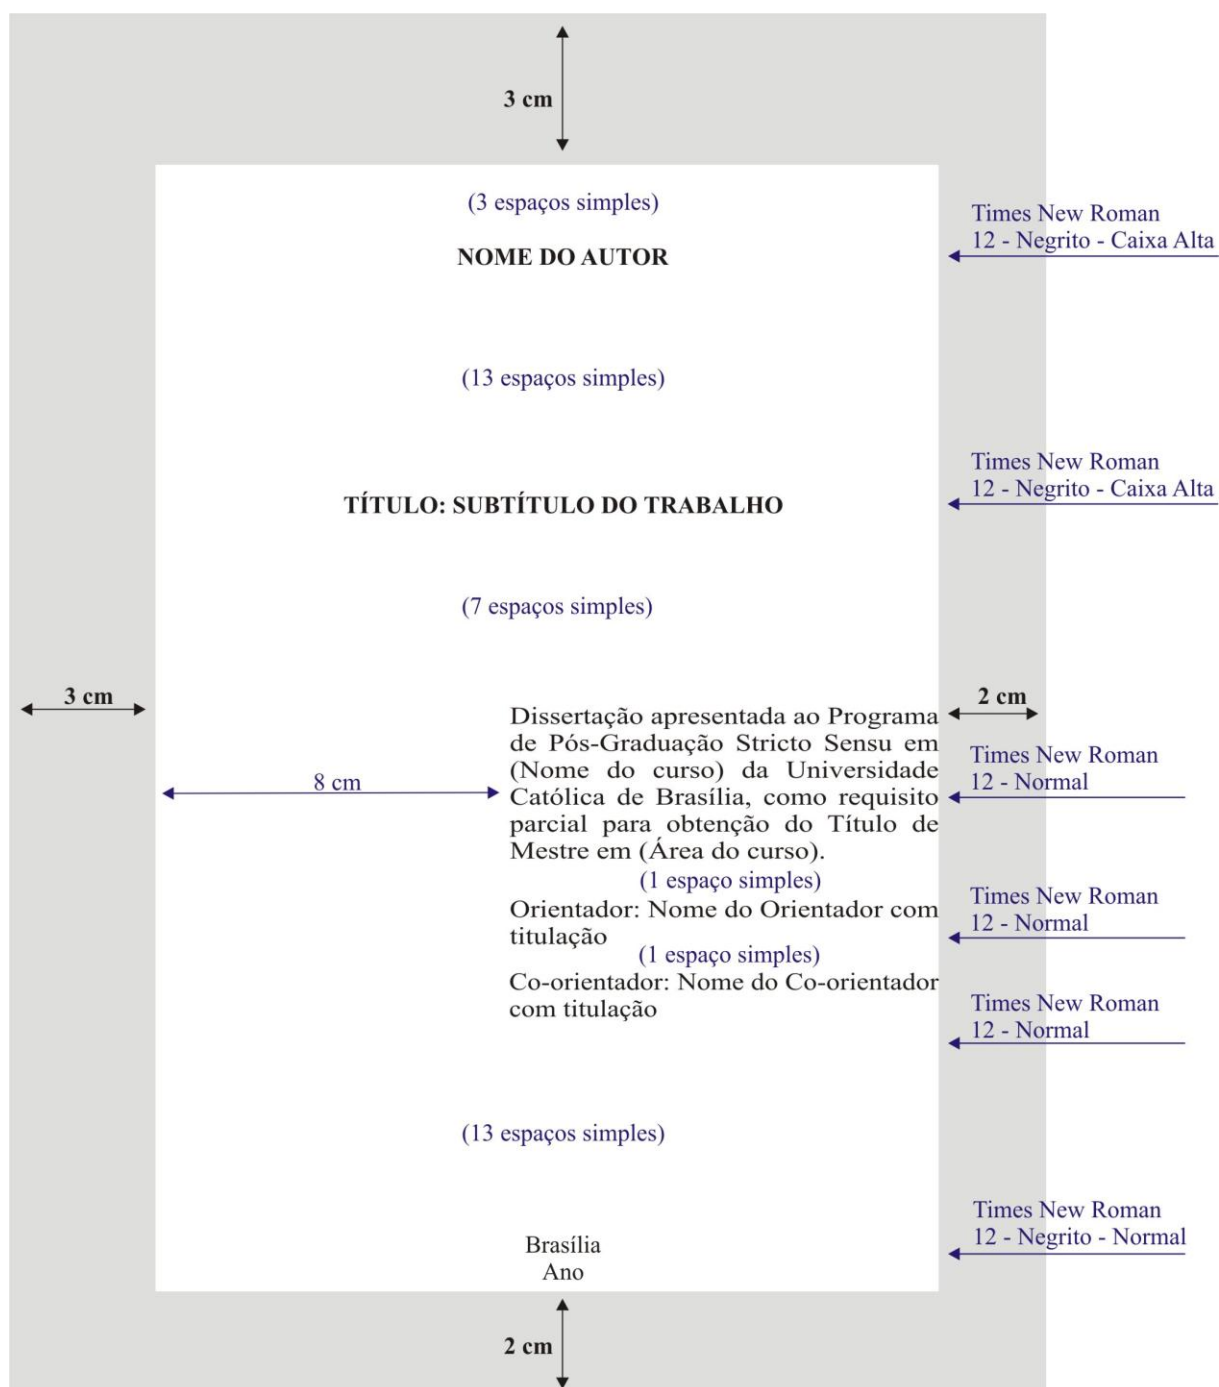 3 cm
(3 espaços simples)
Times New Roman
12 - Negrito - Caixa Alta
NOME DO AUTOR
(13 espaços simples)
Times New Roman
12 - Negrito - Caixa Alta
TÍTULO: SUBTÍTULO DO TRABALHO
(7 espaços simples)
3 cm
2 cm
Dissertação apresentada ao Programa
de Pós-Graduação Stricto Sensu em
(Nome do curso) da Universidade
Católica de Brasília, como requisito
parcial para obtenção do Título de
Mestre em (Área do curso).
8 cm
Times New Roman
12 - Normal
(1 espaço simples)
Orientador: Nome do Orientador com
titulação
Times New Roman
12 - Normal
(1 espaço simples)
Co-orientador: Nome do Co-orientador
com titulação
Times New Roman
12 - Normal
(13 espaços simples)
Times New Roman
12 - Negrito - Normal
Brasília
Ano
2 cm